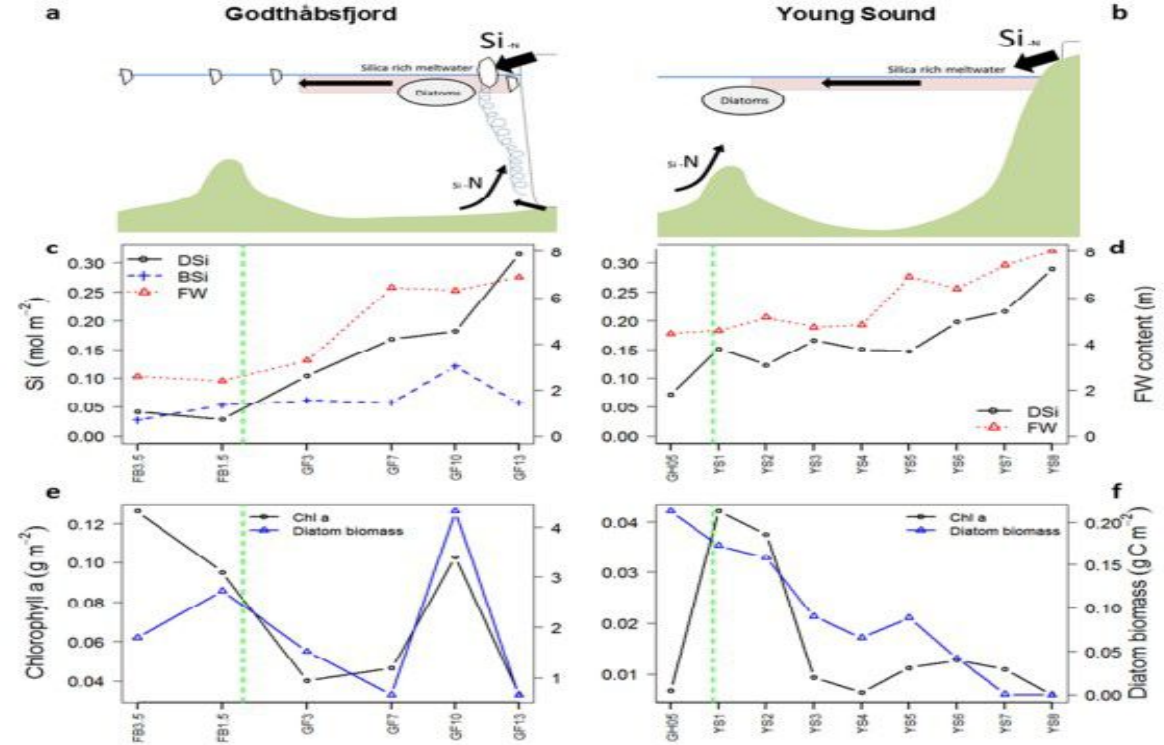 a Godthåbsfjord Young Sound b
Si -N
Silica rich meltwater
Diatoms
Si -N
Si -N
Silica rich meltwater
Diatoms
Si -N
c
DSi
BSi
FW
Si (mol m⁻²)
0.30
0.25
0.20
0.15
0.10
0.05
0.00
8
6
4
2
0
FB3.5 FB1.5 GF3 GF7 GF10 GF13
d
0.30
0.25
0.20
0.15
0.10
0.05
0.00
DSi
FW
8
6
4
2
0
FW content (m)
GH05 YS1 YS2 YS3 YS4 YS5 YS6 YS7 YS8
e
Chl a
Diatom biomass
Chlorophyll a (g m⁻²)
0.12
0.10
0.08
0.06
0.04
4
3
2
1
FB3.5 FB1.5 GF3 GF7 GF10 GF13
f
Chl a
Diatom biomass
0.04
0.03
0.02
0.01
0.20
0.15
0.10
0.05
0.00
Diatom biomass (g C m⁻²)
GH05 YS1 YS2 YS3 YS4 YS5 YS6 YS7 YS8